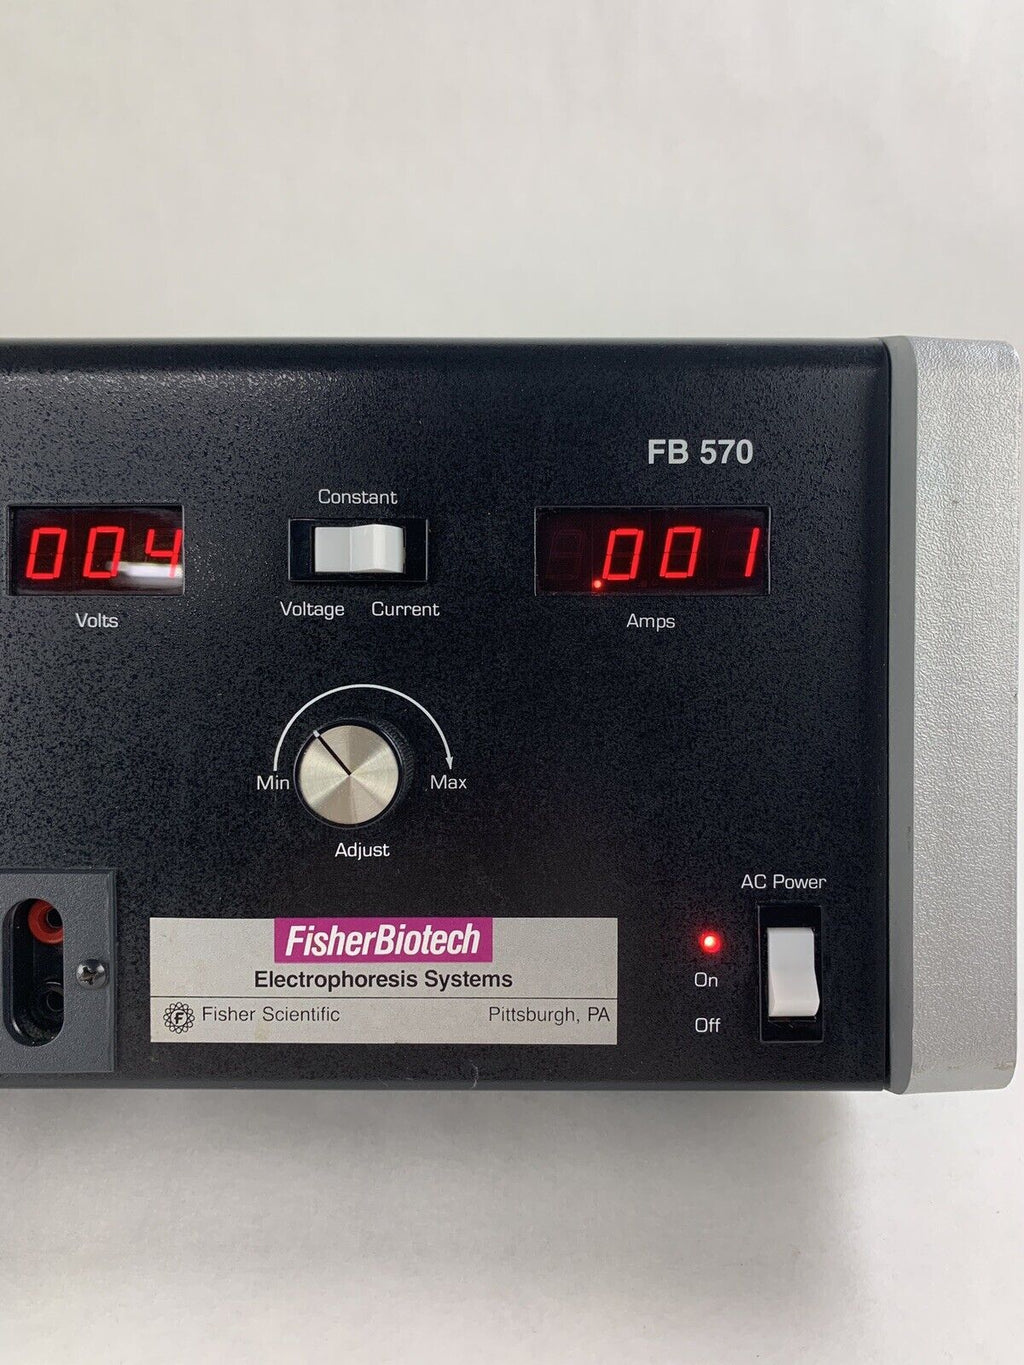 FB 570
Constant
004
.001
Voltage Current
Volts
Amps
Min
Max
Adjust
AC Power
On
Off
FisherBiotech
Electrophoresis Systems
F Fisher Scientific Pittsburgh, PA